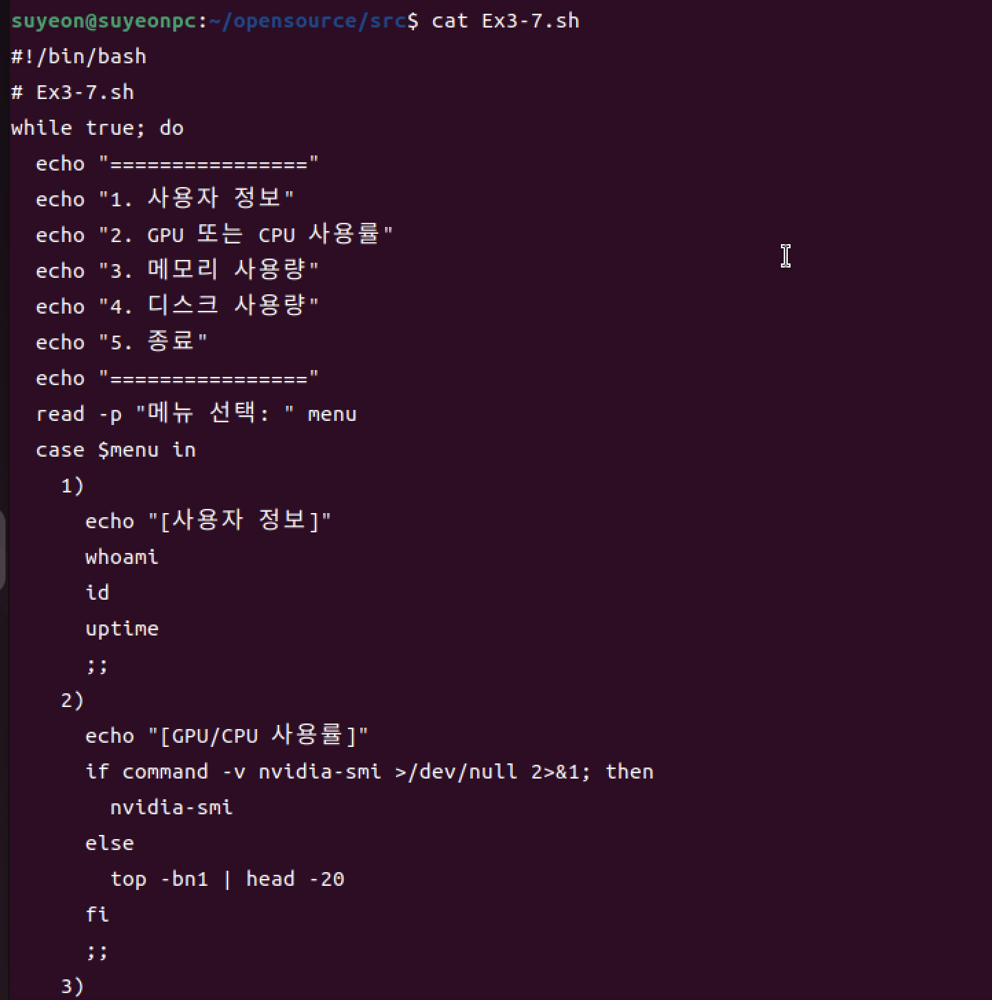 suyeon@suyeonpc:~/opensource/src$ cat Ex3-7.sh
#!/bin/bash
# Ex3-7.sh
while true; do
  echo "================"
  echo "1. 사용자 정보"
  echo "2. GPU 또는 CPU 사용률"
  echo "3. 메모리 사용량"
  echo "4. 디스크 사용량"
  echo "5. 종료"
  echo "================"
  read -p "메뉴 선택: " menu
  case $menu in
    1)
      echo "[사용자 정보]"
      whoami
      id
      uptime
      ;;
    2)
      echo "[GPU/CPU 사용률]"
      if command -v nvidia-smi >/dev/null 2>&1; then
        nvidia-smi
      else
        top -bn1 | head -20
      fi
      ;;
    3)